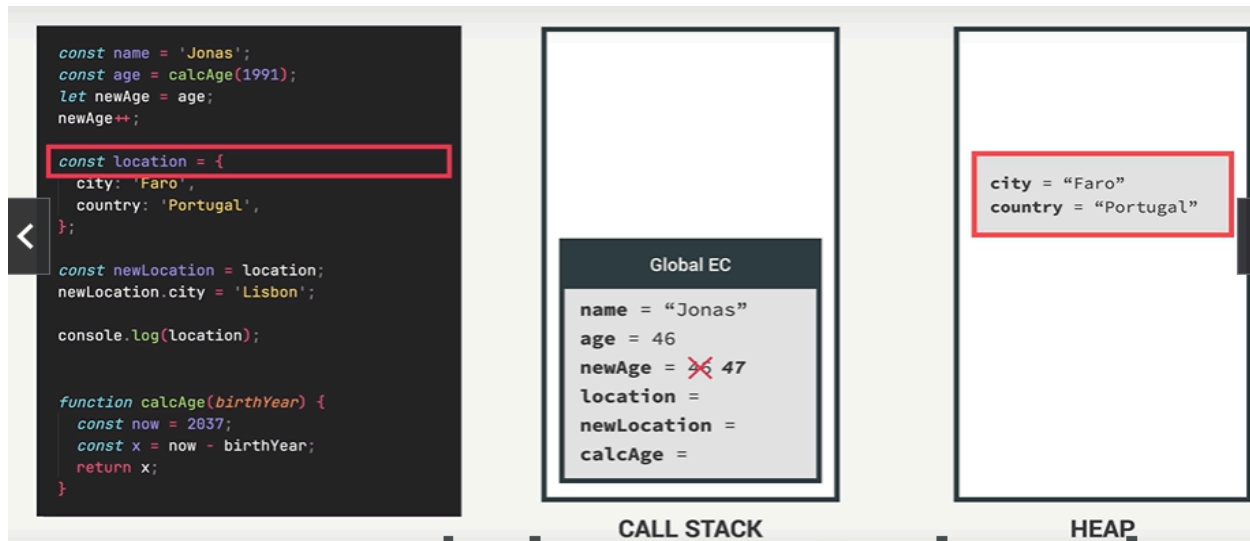 const name = 'Jonas';
const age = calcAge(1991);
let newAge = age;
newAge++;
const location = {
city: 'Faro',
country: 'Portugal',
};
const newLocation = location;
newLocation.city = 'Lisbon';
console.log(location);
function calcAge(birthYear) {
const now = 2037;
const x = now - birthYear;
return x;
}
Global EC
name = “Jonas”
age = 46
newAge = 46 47
location =
newLocation =
calcAge =
CALL STACK
city = “Faro”
country = “Portugal”
HEAP